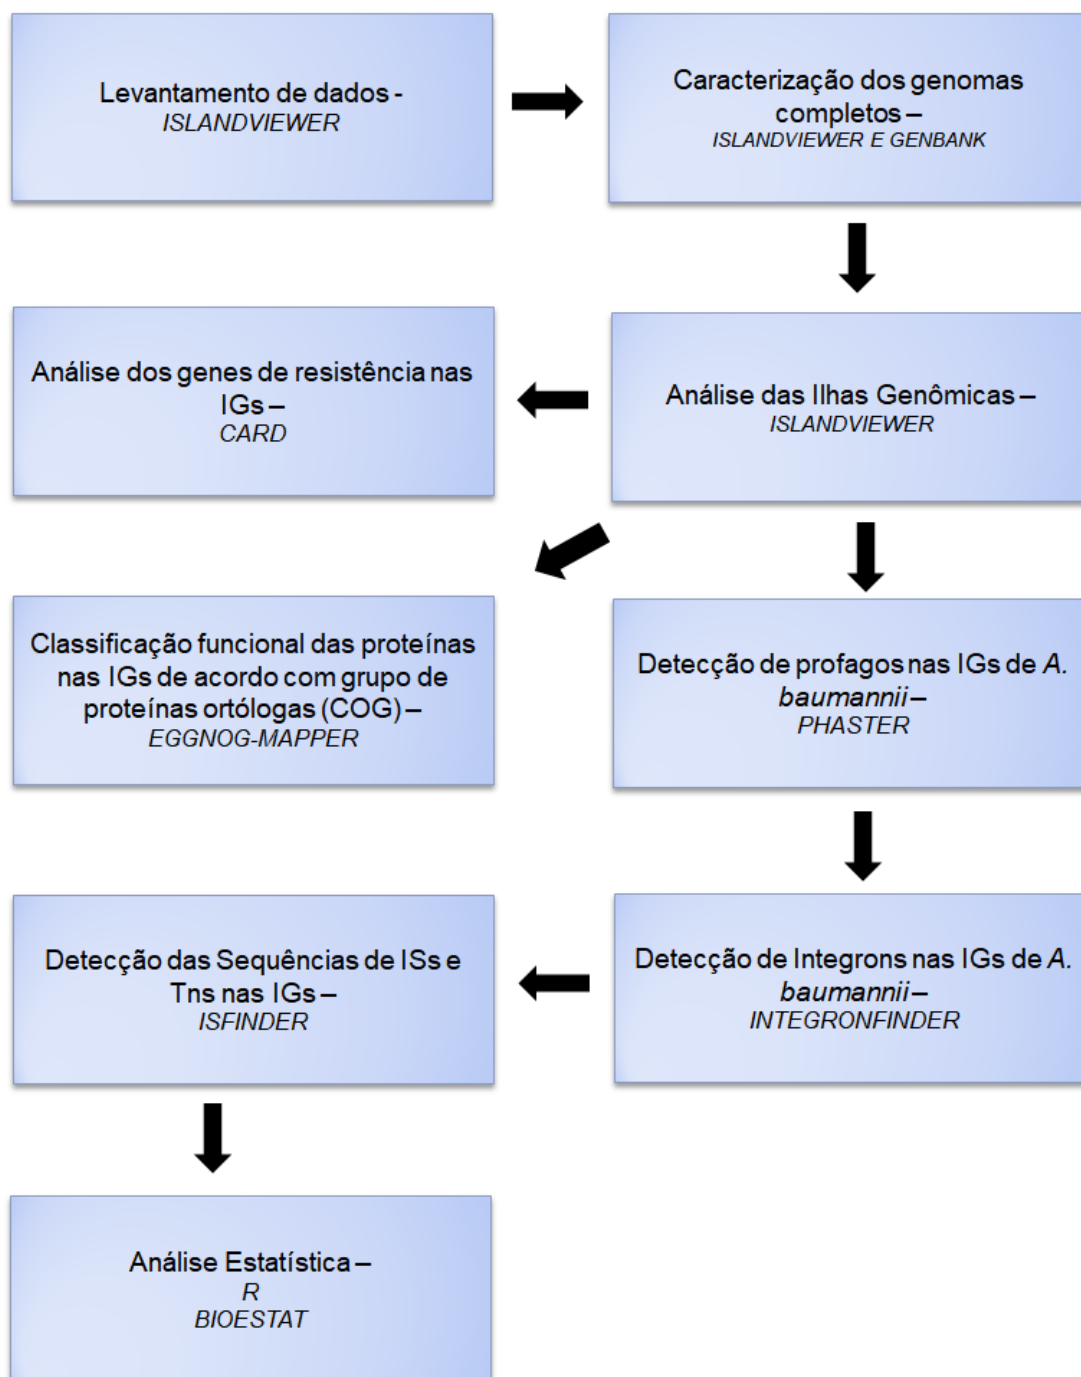 Levantamento de dados -
ISLANDVIEWER
Caracterização dos genomas
completos –
ISLANDVIEWER E GENBANK
Análise dos genes de resistência nas
IGs –
CARD
Análise das Ilhas Genômicas –
ISLANDVIEWER
Classificação funcional das proteínas
nas IGs de acordo com grupo de
proteínas ortólogas (COG) –
EGGNOG-MAPPER
Detecção de profagos nas IGs de A.
baumannii –
PHASTER
Detecção das Sequências de ISs e
Tns nas IGs –
ISFINDER
Detecção de Integrons nas IGs de A.
baumannii –
INTEGRONFINDER
Análise Estatística –
R
BIOESTAT